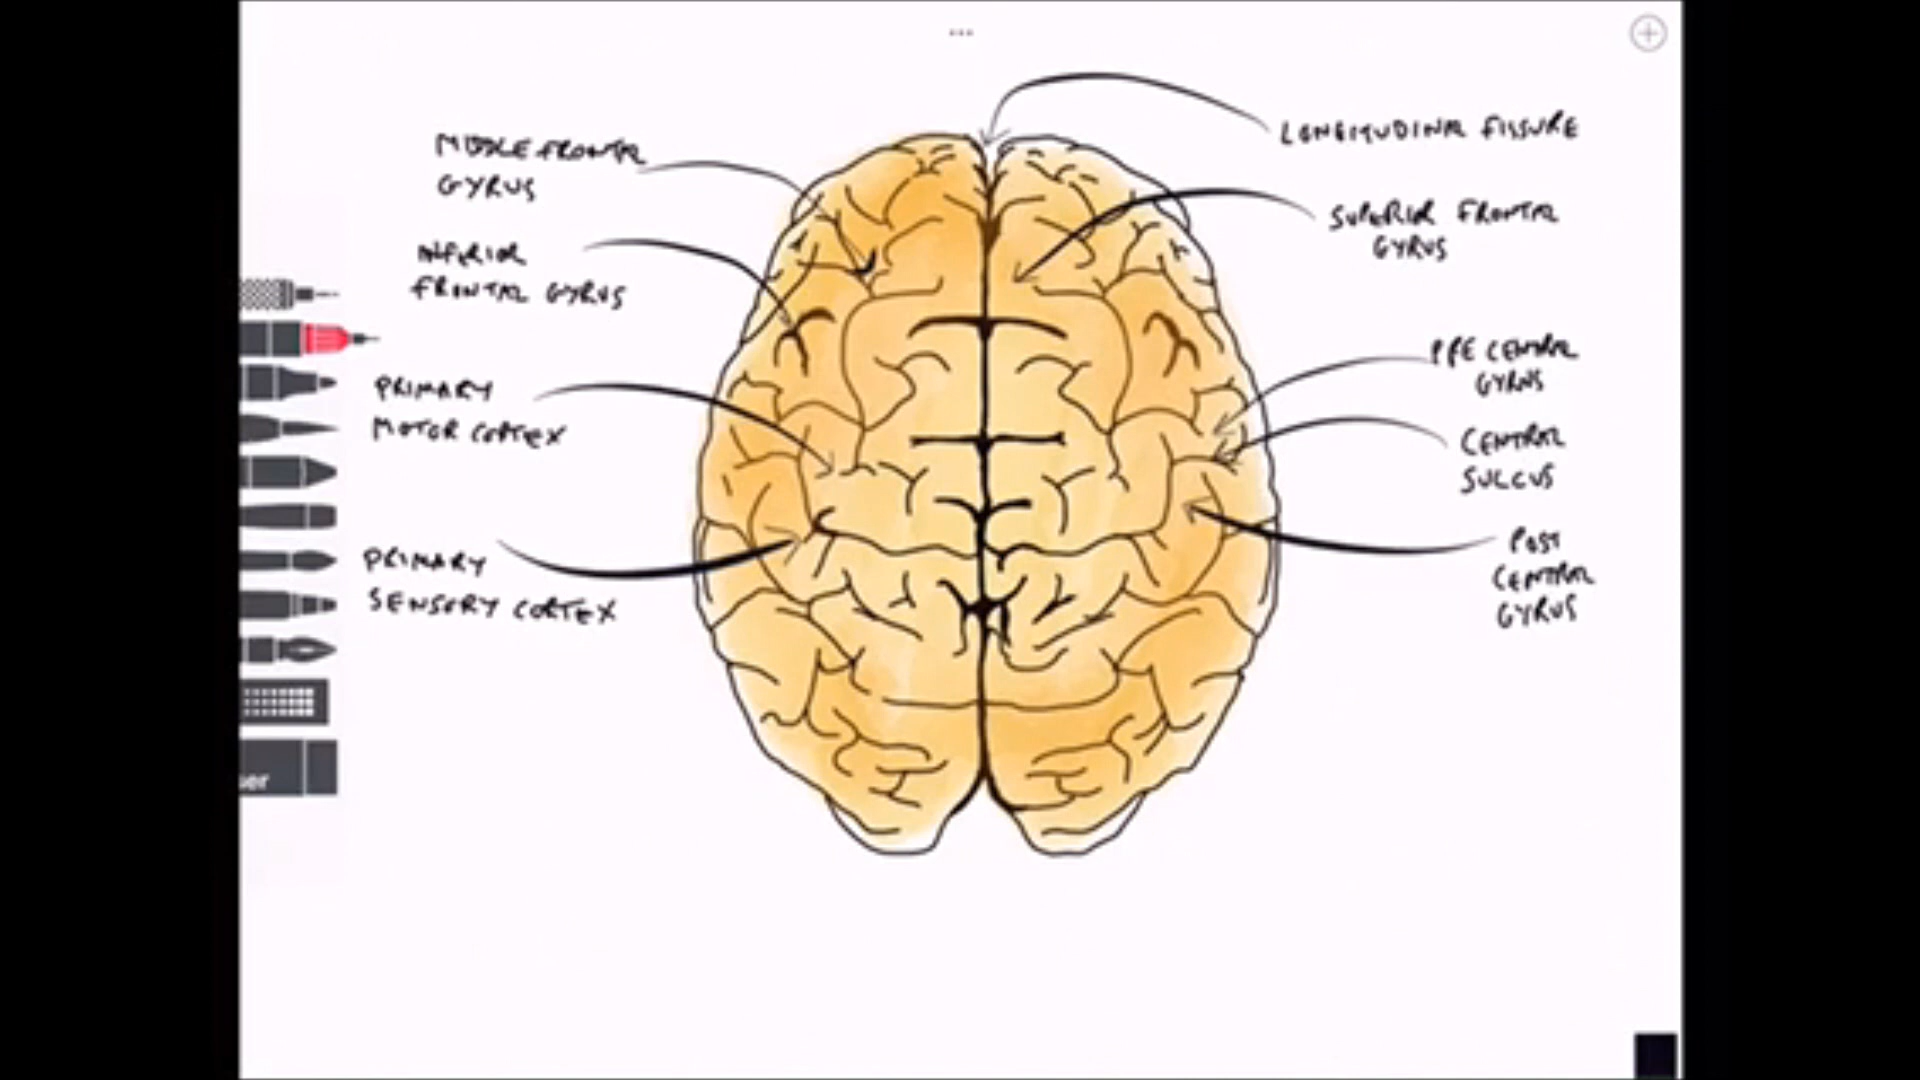 MIDDLE FRONTAL
GYRUS
INFERIOR
FRONTAL GYRUS
PRIMARY
MOTOR CORTEX
PRIMARY
SENSORY CORTEX
LONGITUDINAL FISSURE
SUPERIOR FRONTAL
GYRUS
PRE CENTRAL
GYRUS
CENTRAL
SULCUS
POST
CENTRAL
GYRUS
ser